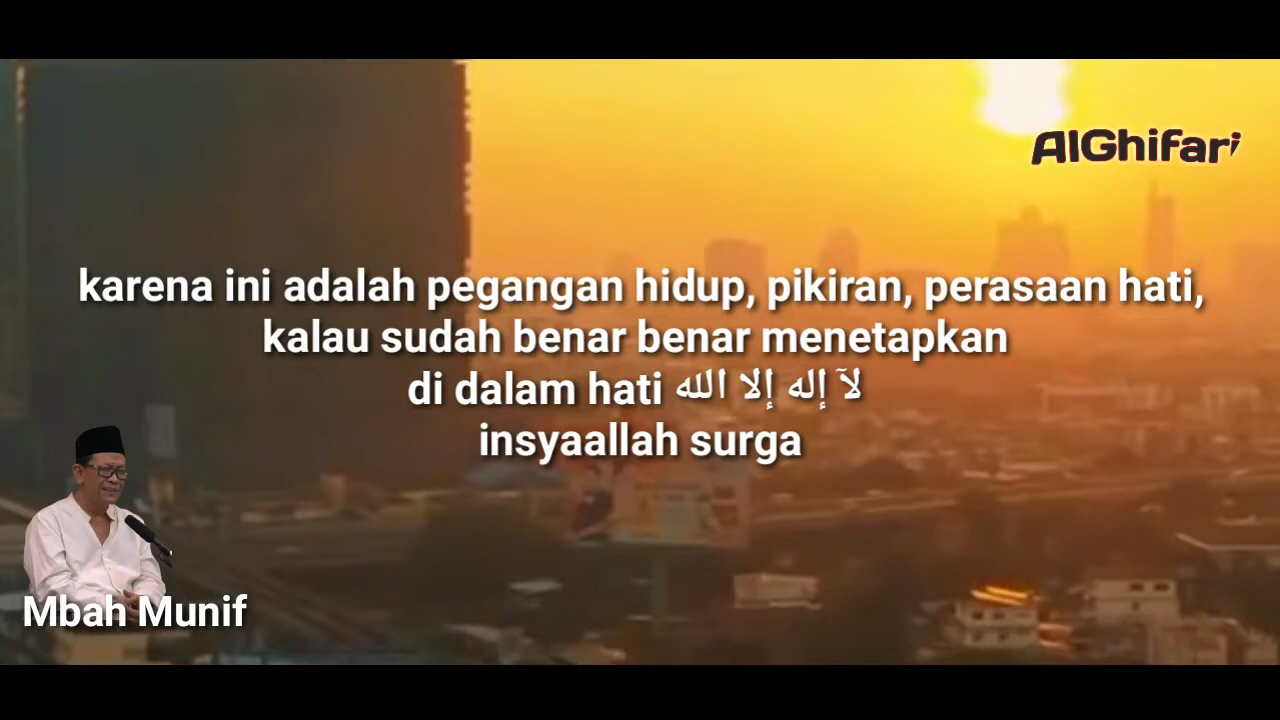 AlGhifari
karena ini adalah pegangan hidup, pikiran, perasaan hati,
kalau sudah benar benar menetapkan
di dalam hati لآ إله إلا الله
insyaallah surga
Mbah Munif